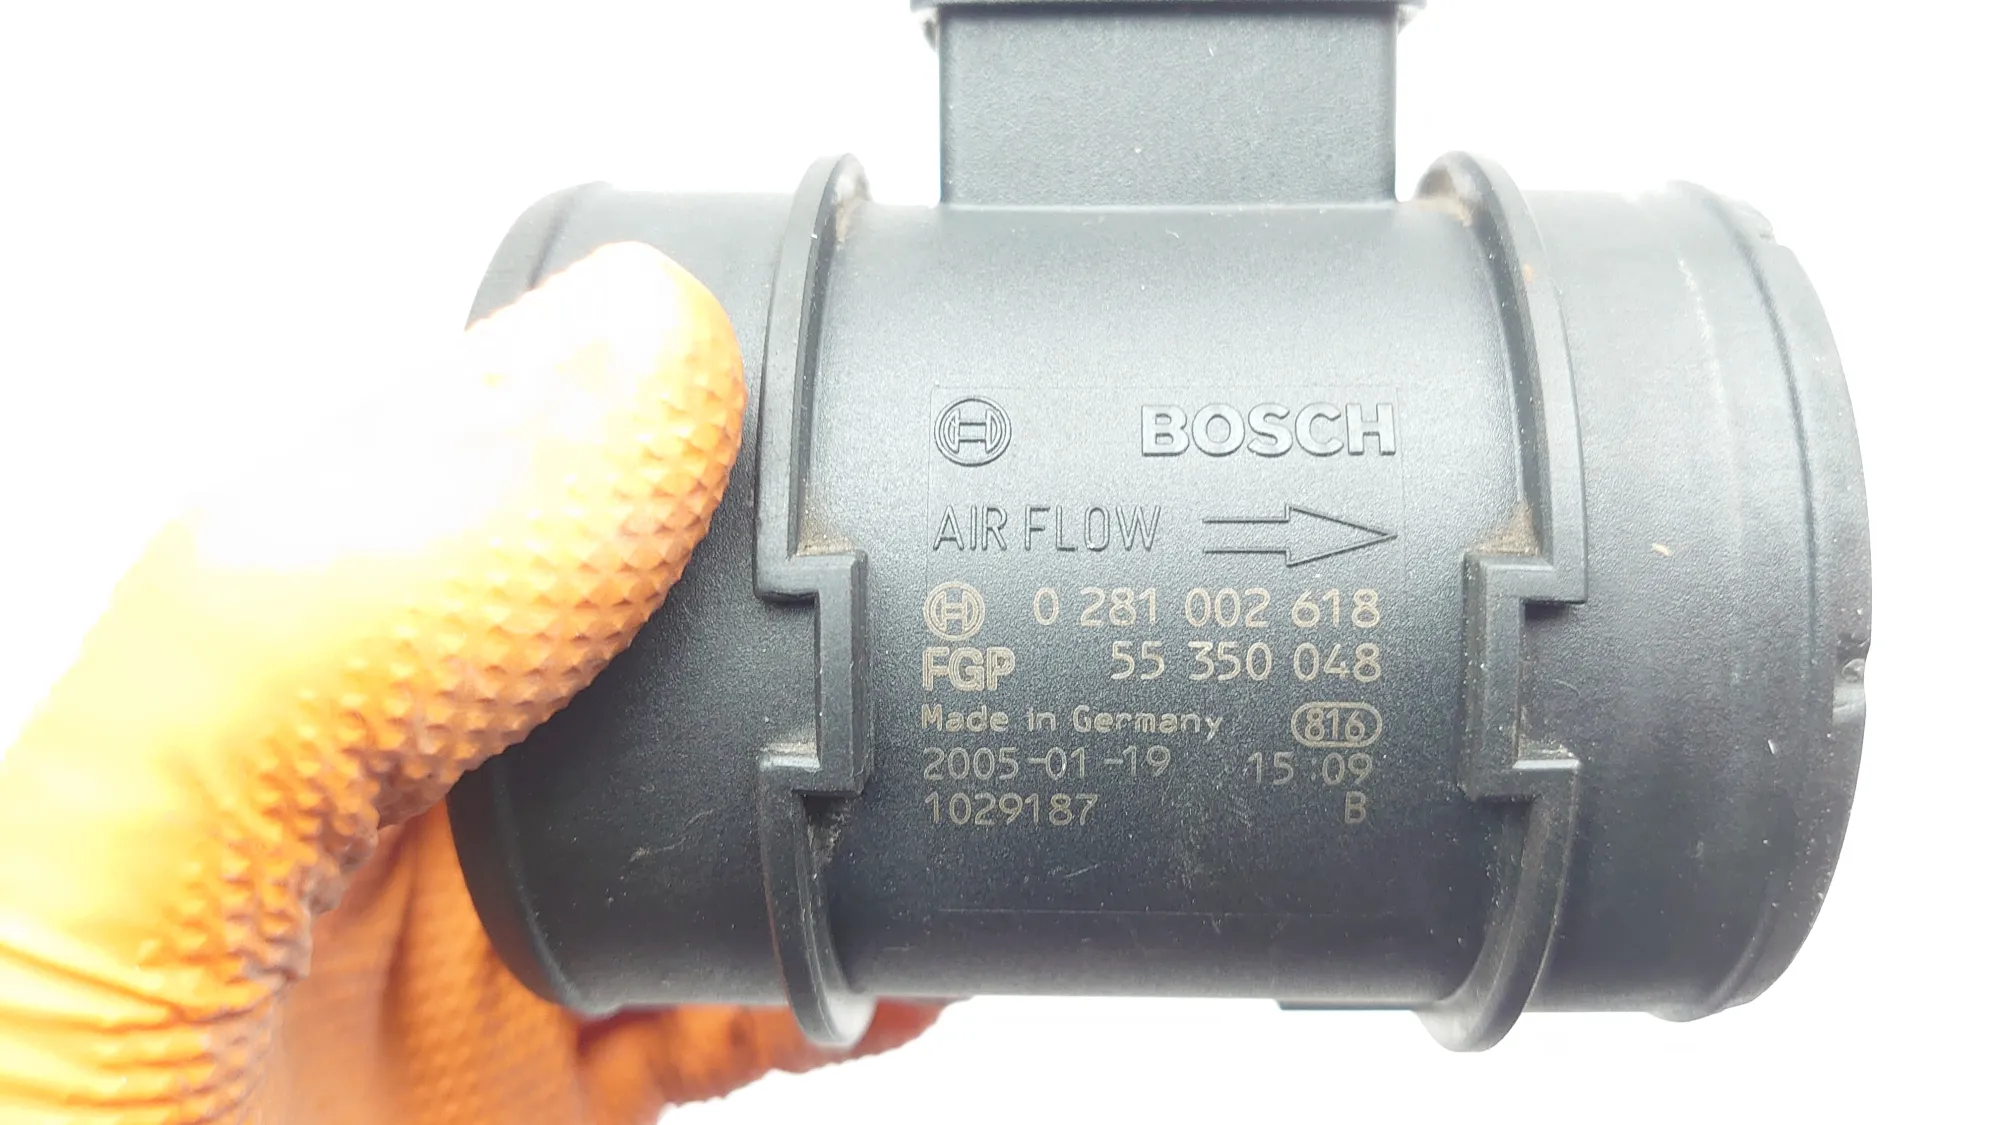 BOSCH
AIR FLOW
0 281 002 618
FGP 55 350 048
Made in Germany 816
2005-01-19 15:09
1029187 B